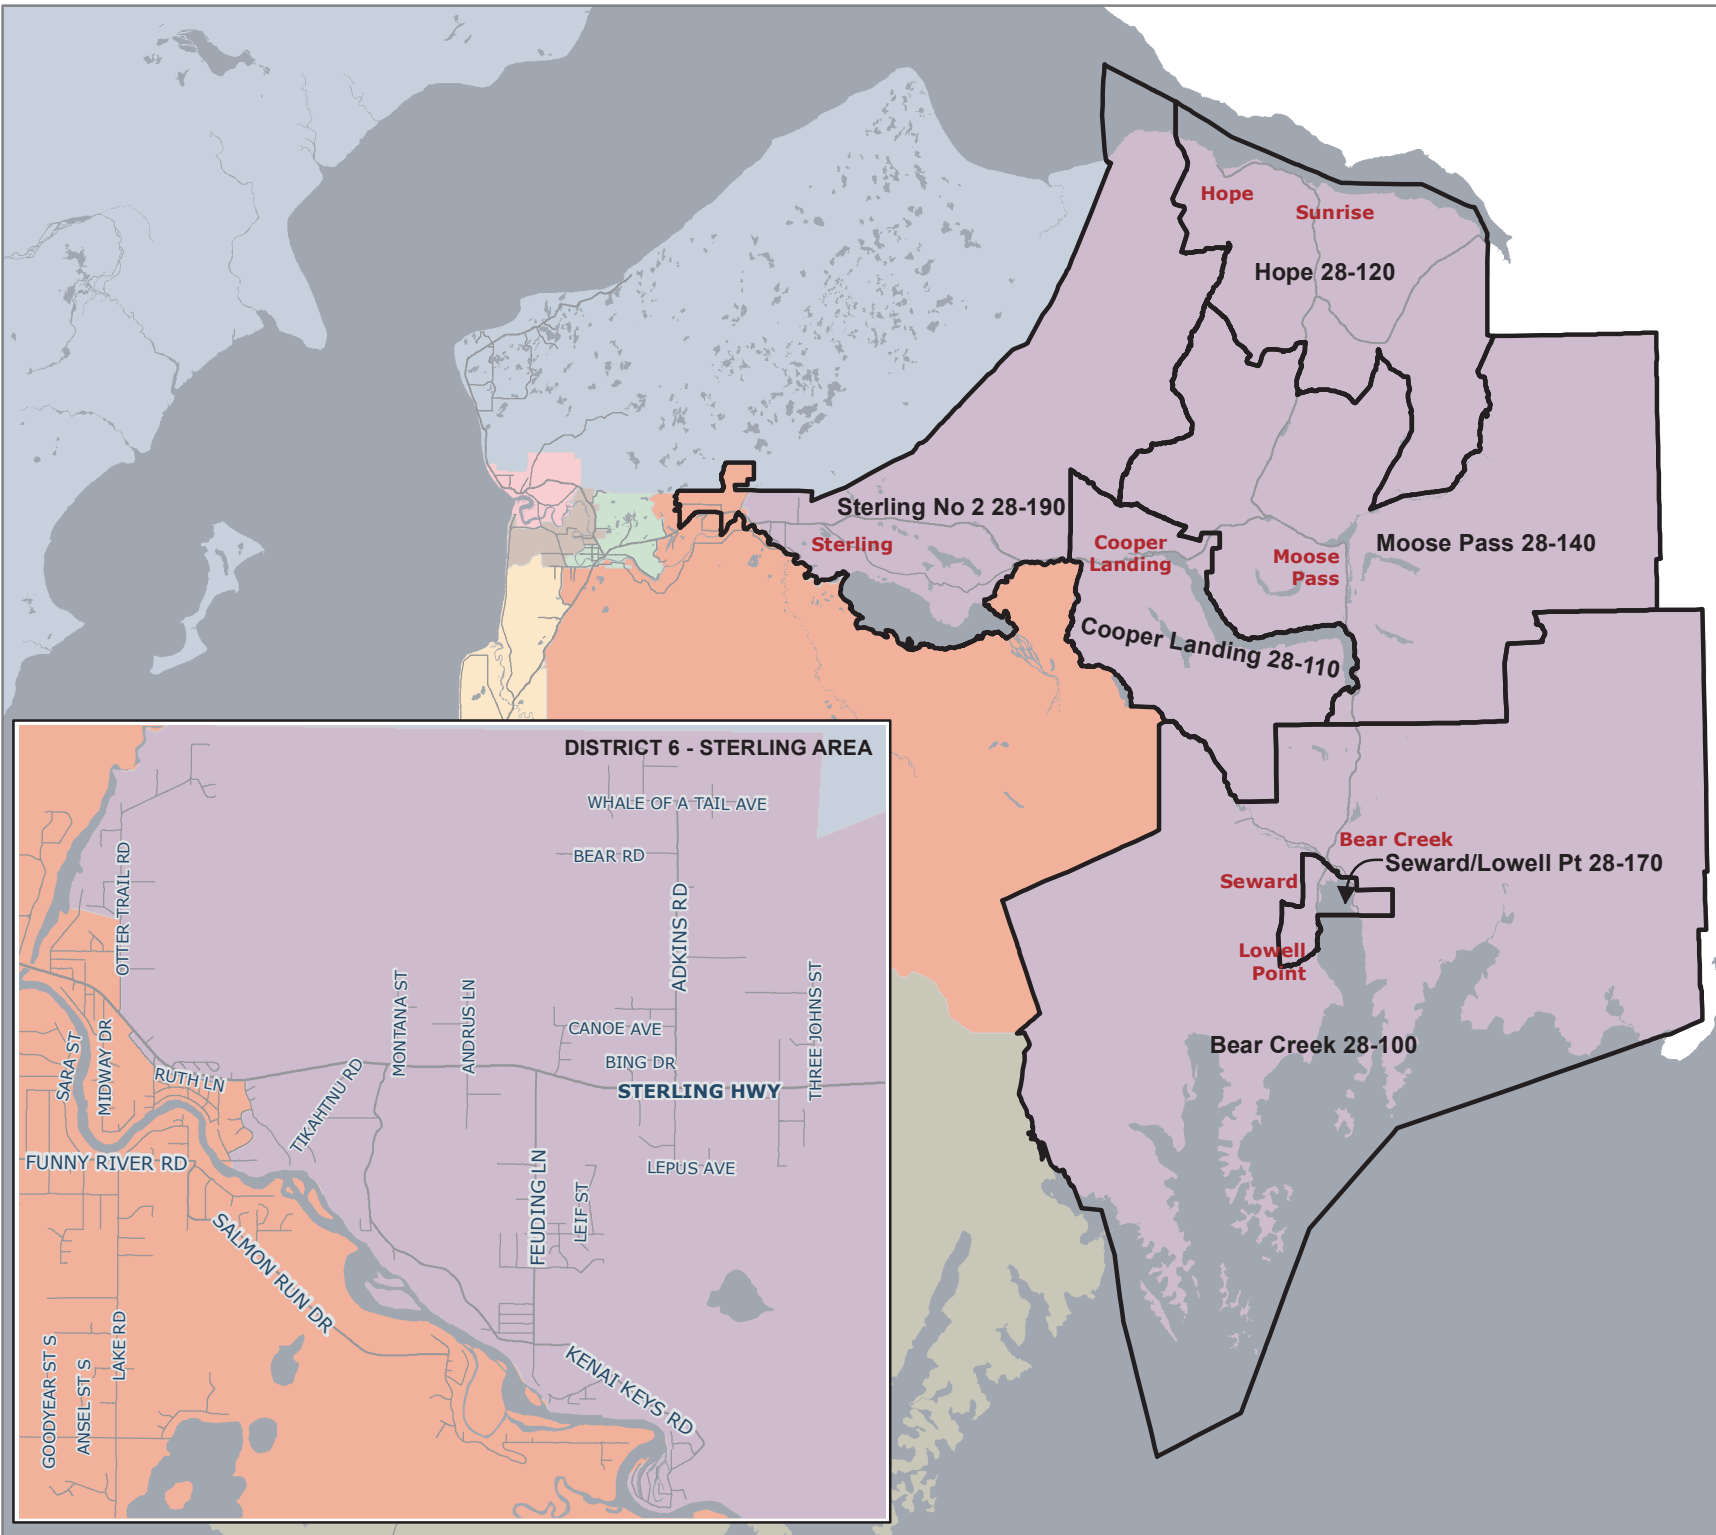 Hope
Sunrise
Hope 28-120
Sterling No 2 28-190
Sterling
Cooper
Landing
Moose
Pass
Moose Pass 28-140
Cooper Landing 28-110
Bear Creek
Seward/Lowell Pt 28-170
Seward
Lowell
Point
Bear Creek 28-100
DISTRICT 6 - STERLING AREA
WHALE OF A TAIL AVE
BEAR RD
OTTER TRAIL RD
ADKINS RD
MONTANA ST
ANDRUS LN
THREE JOHNS ST
CANOE AVE
BING DR
STERLING HWY
SARA ST
MIDWAY DR
RUTH LN
TIKAHTNU RD
FUNNY RIVER RD
LEPUS AVE
FEUDING LN
LEIF ST
SALMON RUN DR
LAKE RD
GOODYEAR ST S
ANSEL ST S
KENAI KEYS RD